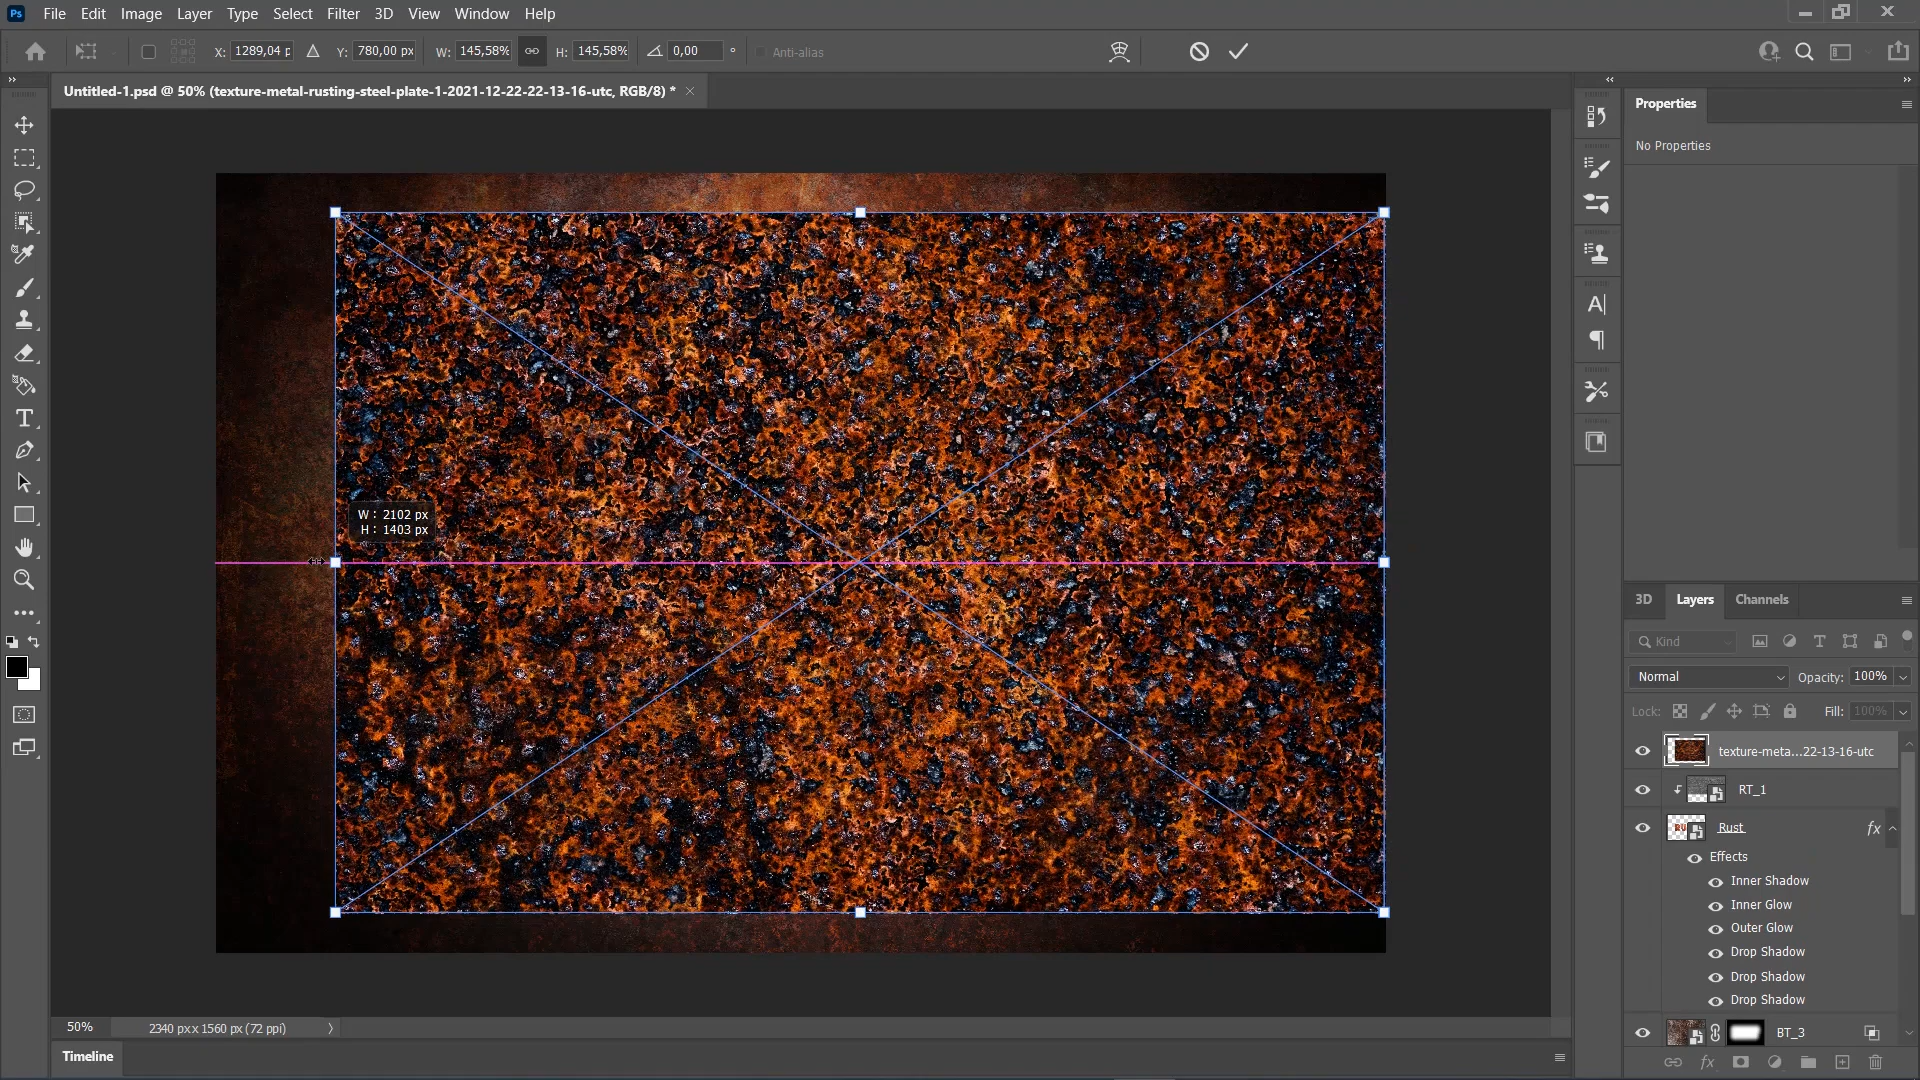 Ps File Edit Image Layer Type Select Filter 3D View Window Help
X: 1289,04 p Y: 780,00 px W: 145,58% H: 145,58% 0,00 ° Anti-alias
Untitled-1.psd @ 50% (texture-metal-rusting-steel-plate-1-2021-12-22-22-13-16-utc, RGB/8) *
Properties
No Properties
W: 2102 px
H: 1403 px
3D Layers Channels
Kind
Normal Opacity: 100%
Lock: Fill: 100%
texture-meta...22-13-16-utc
RT_1
Rust fx
Effects
Inner Shadow
Inner Glow
Outer Glow
Drop Shadow
Drop Shadow
Drop Shadow
BT_3
fx
50% 2340 px x 1560 px (72 ppi)
Timeline